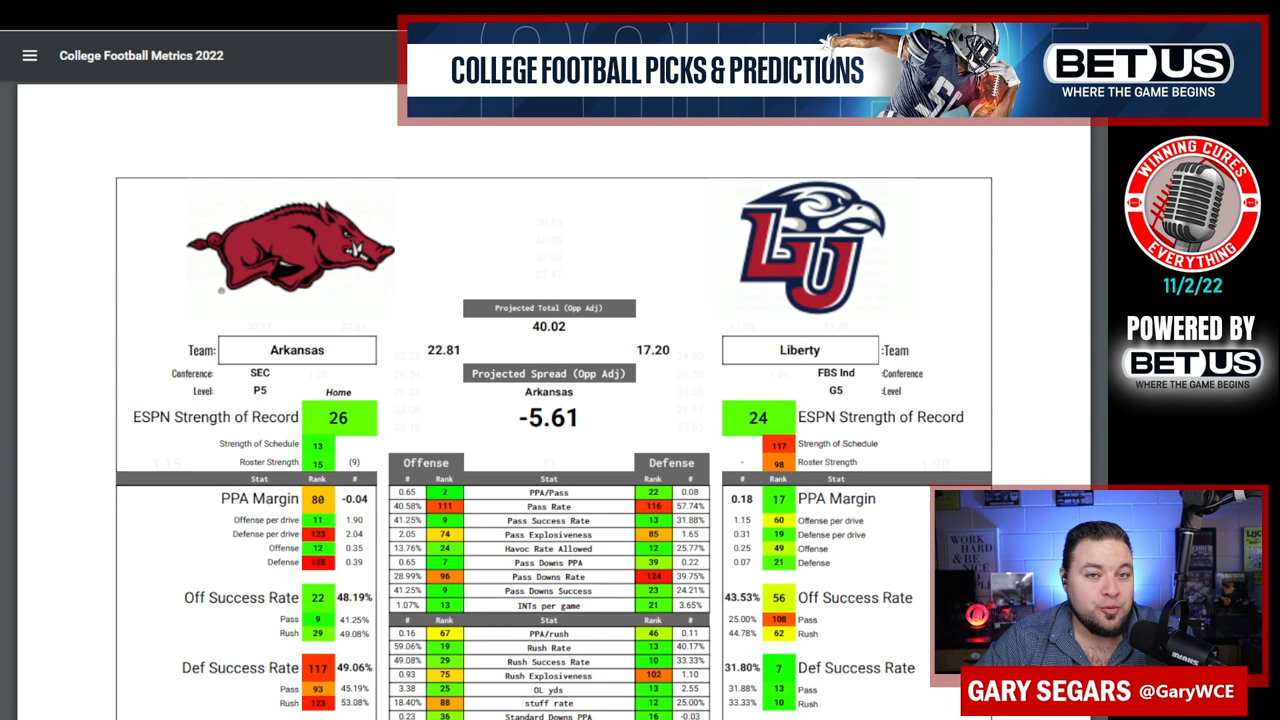 College Football Metrics 2022
COLLEGE FOOTBALL PICKS & PREDICTIONS
BETUS
WHERE THE GAME BEGINS
WINNING CURES
EVERYTHING
11/2/22
POWERED BY
BETUS
WHERE THE GAME BEGINS
LU
Projected Total (Opp Adj)
40.02
Team: Arkansas 22.81 17.20 Liberty :Team
Conference: SEC Projected Spread (Opp Adj) FBS Ind :Conference
Level: P5 Home Arkansas G5 :Level
ESPN Strength of Record 26 -5.61 24 ESPN Strength of Record
Strength of Schedule 13 117 Strength of Schedule
Roster Strength 15 (9) Offense Defense - 98 Roster Strength
Stat Rank # # Rank Stat Rank # # Rank Stat
PPA Margin 80 -0.04 0.65 2 PPA/Pass 22 0.08 0.18 17 PPA Margin
40.58% 111 Pass Rate 116 57.74%
Offense per drive 11 1.90 41.25% 9 Pass Success Rate 13 31.88% 1.15 60 Offense per drive
Defense per drive 123 2.04 2.05 74 Pass Explosiveness 85 1.65 0.31 19 Defense per drive
Offense 12 0.35 13.76% 24 Havoc Rate Allowed 12 25.77% 0.25 49 Offense
Defense 128 0.39 0.65 7 Pass Downs PPA 39 0.22 0.07 21 Defense
28.99% 96 Pass Downs Rate 124 39.75%
Off Success Rate 22 48.19% 41.25% 9 Pass Downs Success 23 24.21% 43.53% 56 Off Success Rate
1.07% 13 INTs per game 21 3.65%
Pass 9 41.25% # Rank Stat Rank # 25.00% 108 Pass
Rush 29 49.08% 0.16 67 PPA/rush 46 0.11 44.78% 62 Rush
59.06% 19 Rush Rate 13 40.17%
Def Success Rate 117 49.06% 49.08% 29 Rush Success Rate 10 33.33% 31.80% 7 Def Success Rate
0.93 75 Rush Explosiveness 102 1.10
Pass 93 45.19% 3.38 25 OL yds 13 2.55 31.88% 13 Pass
Rush 123 53.08% 18.40% 88 stuff rate 12 25.00% 33.33% 10 Rush
0.23 36 Standard Downs PPA 16 -0.03
GARY SEGARS @GaryWCE